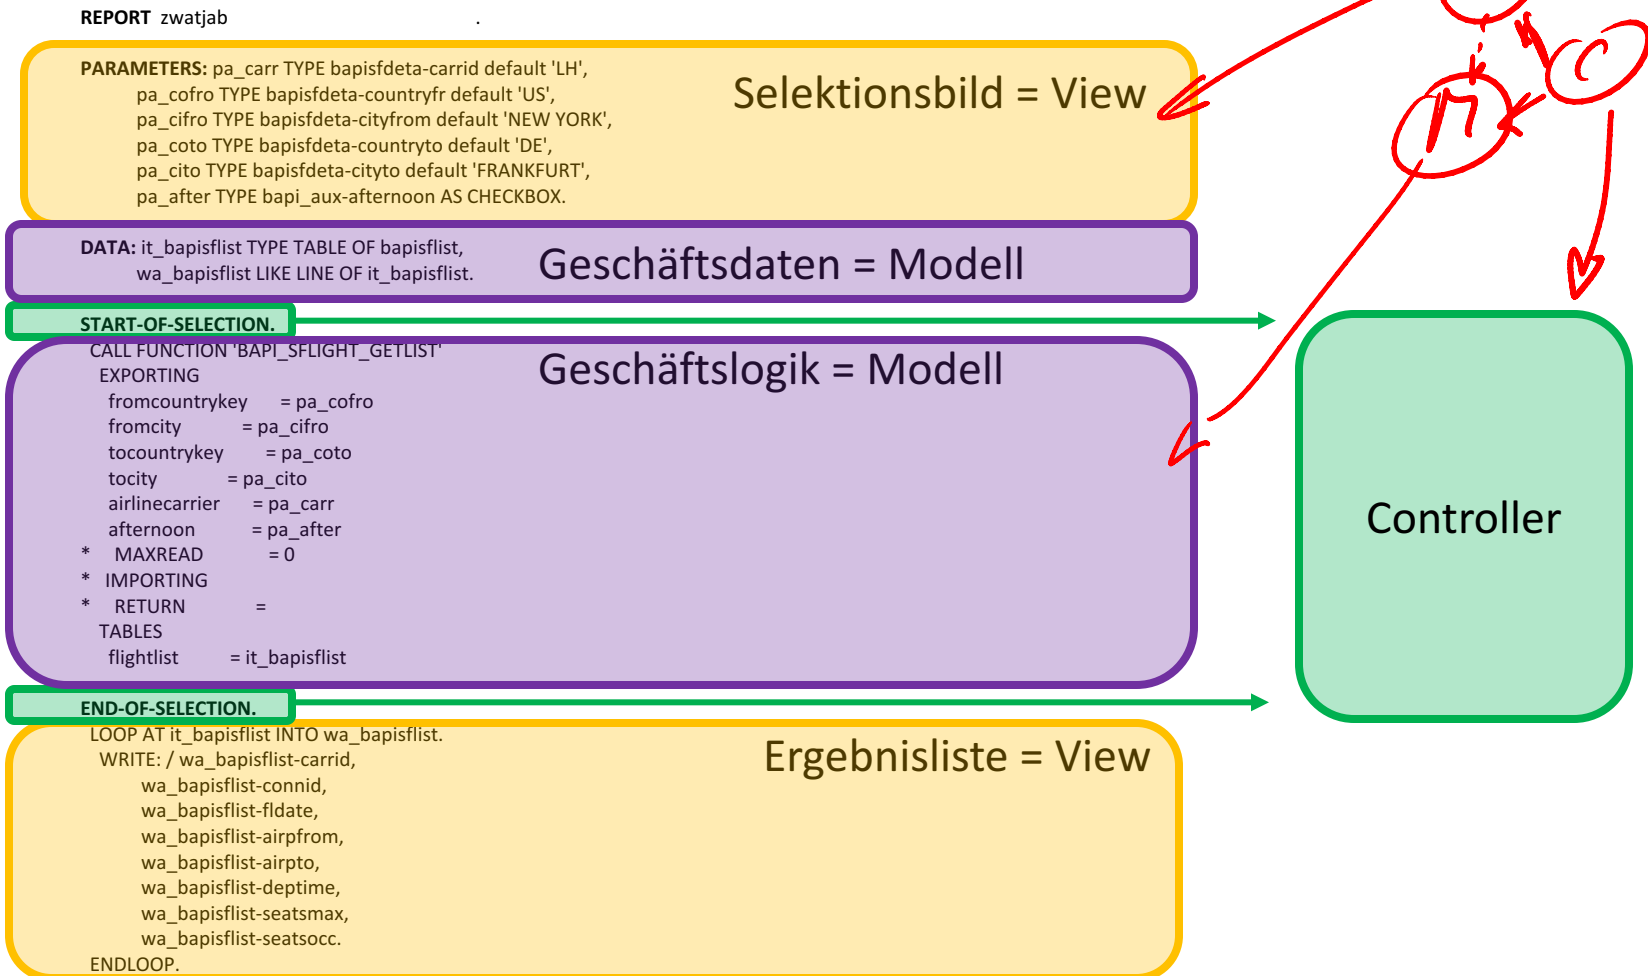 REPORT zwatjab .
PARAMETERS: pa_carr TYPE bapisfdeta-carrid default 'LH',
pa_cofro TYPE bapisfdeta-countryfr default 'US',
pa_cifro TYPE bapisfdeta-cityfrom default 'NEW YORK',
pa_coto TYPE bapisfdeta-countryto default 'DE',
pa_cito TYPE bapisfdeta-cityto default 'FRANKFURT',
pa_after TYPE bapi_aux-afternoon AS CHECKBOX.
Selektionsbild = View
C
M
DATA: it_bapisflist TYPE TABLE OF bapisflist,
wa_bapisflist LIKE LINE OF it_bapisflist.
Geschäftsdaten = Modell
START-OF-SELECTION.
CALL FUNCTION 'BAPI_SFLIGHT_GETLIST'
EXPORTING
fromcountrykey = pa_cofro
fromcity = pa_cifro
tocountrykey = pa_coto
tocity = pa_cito
airlinecarrier = pa_carr
afternoon = pa_after
* MAXREAD = 0
* IMPORTING
* RETURN =
TABLES
flightlist = it_bapisflist
Geschäftslogik = Modell
Controller
END-OF-SELECTION.
LOOP AT it_bapisflist INTO wa_bapisflist.
WRITE: / wa_bapisflist-carrid,
wa_bapisflist-connid,
wa_bapisflist-fldate,
wa_bapisflist-airpfrom,
wa_bapisflist-airpto,
wa_bapisflist-deptime,
wa_bapisflist-seatsmax,
wa_bapisflist-seatsocc.
ENDLOOP.
Ergebnisliste = View